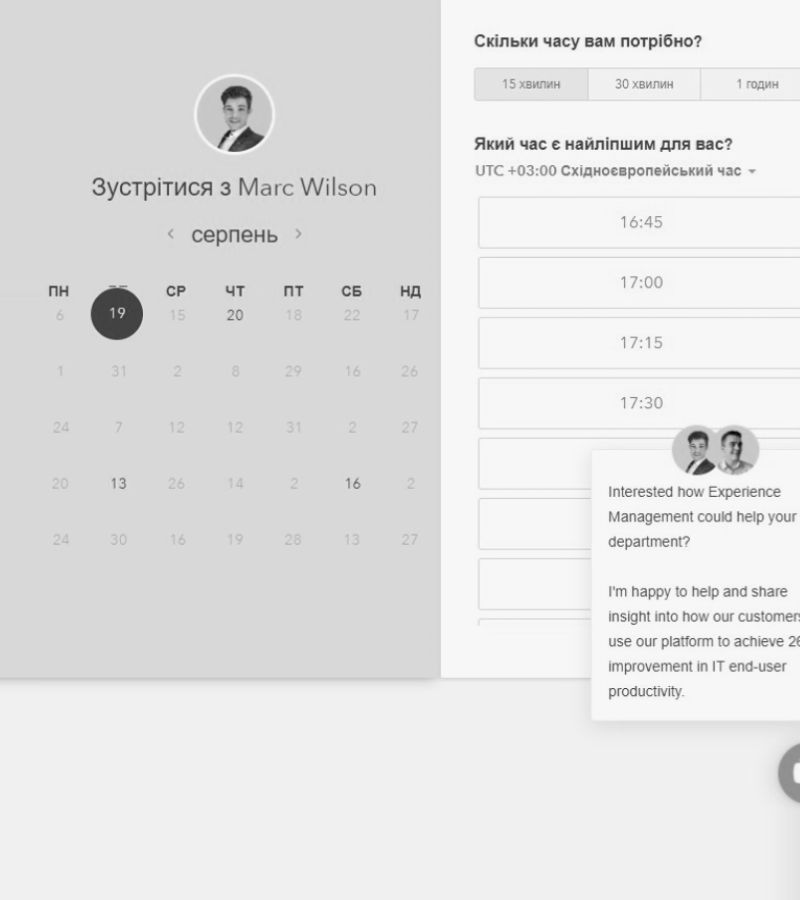 Зустрітися з Marc Wilson
серпень
ПН СР ЧТ ПТ СБ НД
6 19 15 20 18 22 17
1 31 2 8 29 16 26
24 7 12 12 31 2 27
20 13 26 14 2 16 2
24 30 16 19 28 13 27
Скільки часу вам потрібно?
15 хвилин 30 хвилин 1 годин
Який час є найліпшим для вас?
UTC +03:00 Східноєвропейський час
16:45
17:00
17:15
17:30
Interested how Experience
Management could help your
department?
I'm happy to help and share
insight into how our customers
use our platform to achieve 26
improvement in IT end-user
productivity.